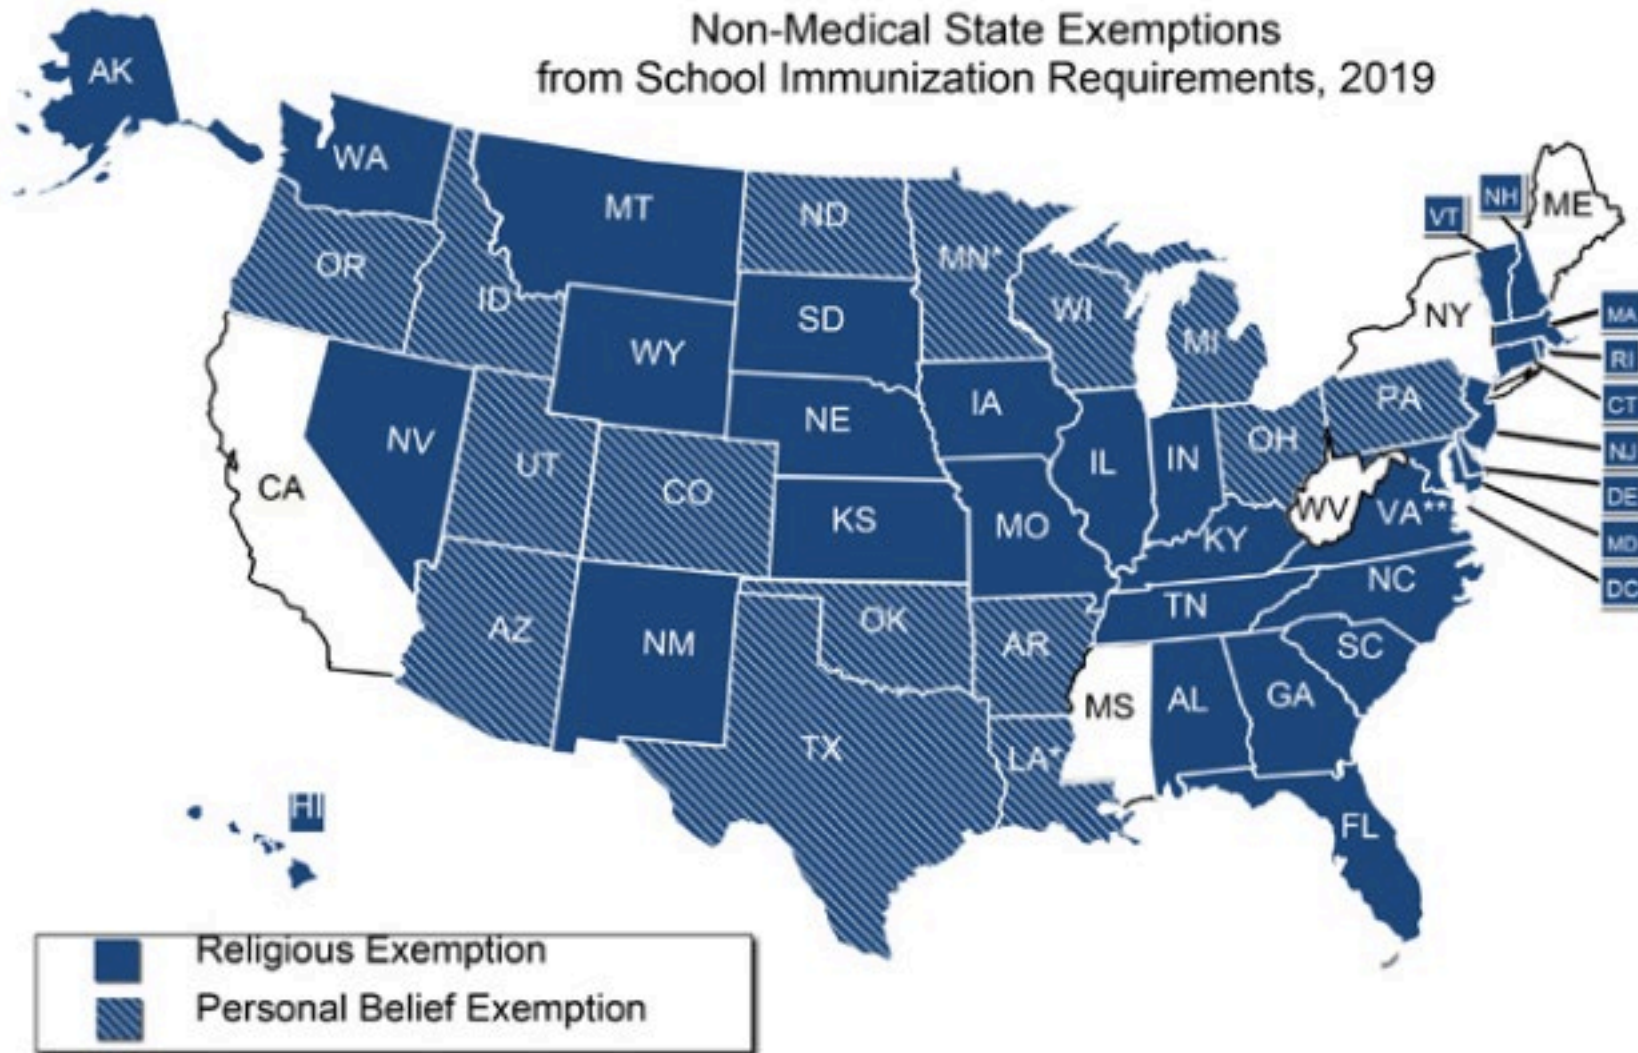 Non-Medical State Exemptions
from School Immunization Requirements, 2019
AK
WA
MT
ND
MN*
VT
NH
ME
OR
ID
SD
WI
MI
NY
MA
WY
RI
IA
PA
CT
NE
NV
OH
NJ
UT
CO
IL
IN
DE
CA
KS
MO
WV
VA**
KY
MD
NC
DC
TN
AZ
NM
OK
AR
SC
MS
AL
GA
TX
LA*
HI
FL
Religious Exemption
Personal Belief Exemption